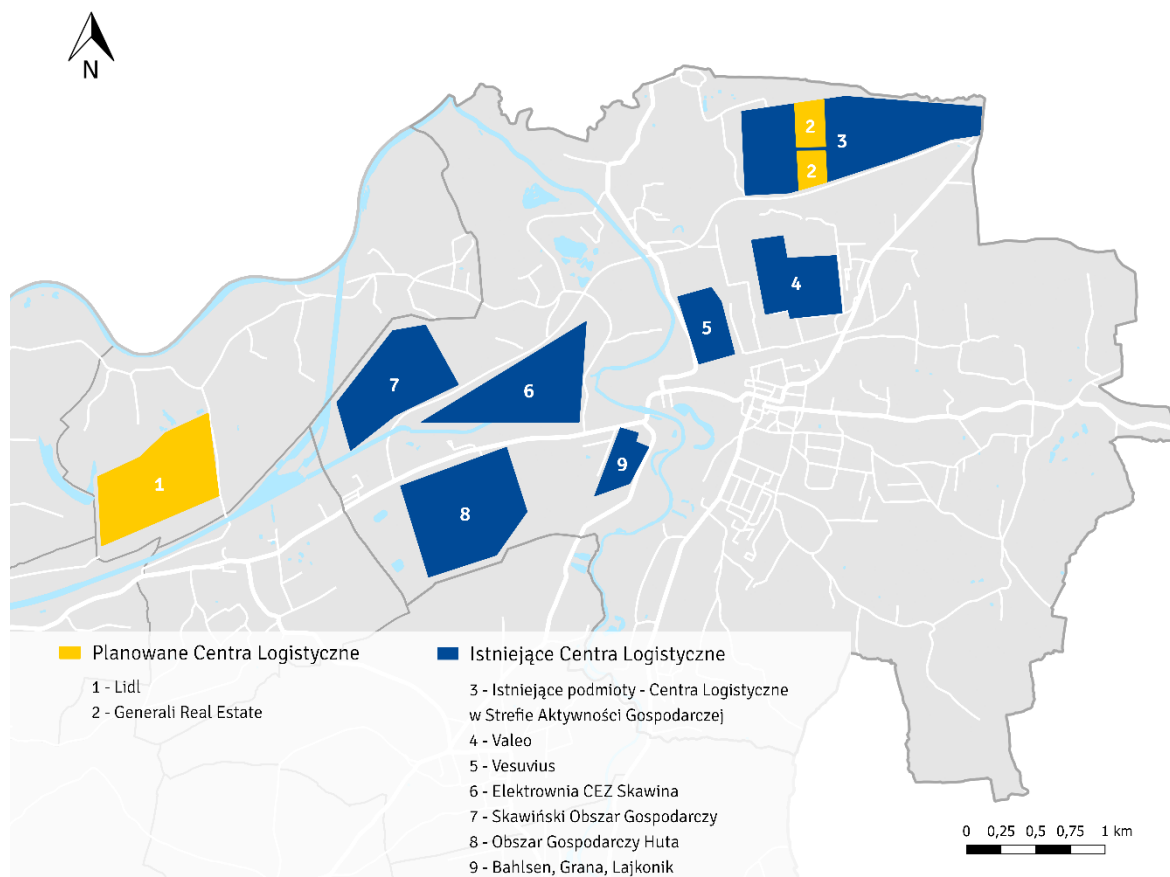 N
2
3
2
4
5
7
6
9
1
8
Planowane Centra Logistyczne
1 - Lidl
2 - Generali Real Estate
Istniejące Centra Logistyczne
3 - Istniejące podmioty - Centra Logistyczne
w Strefie Aktywności Gospodarczej
4 - Valeo
5 - Vesuvius
6 - Elektrownia CEZ Skawina
7 - Skawiński Obszar Gospodarczy
8 - Obszar Gospodarczy Huta
9 - Bahlsen, Grana, Lajkonik
0 0,25 0,5 0,75 1 km